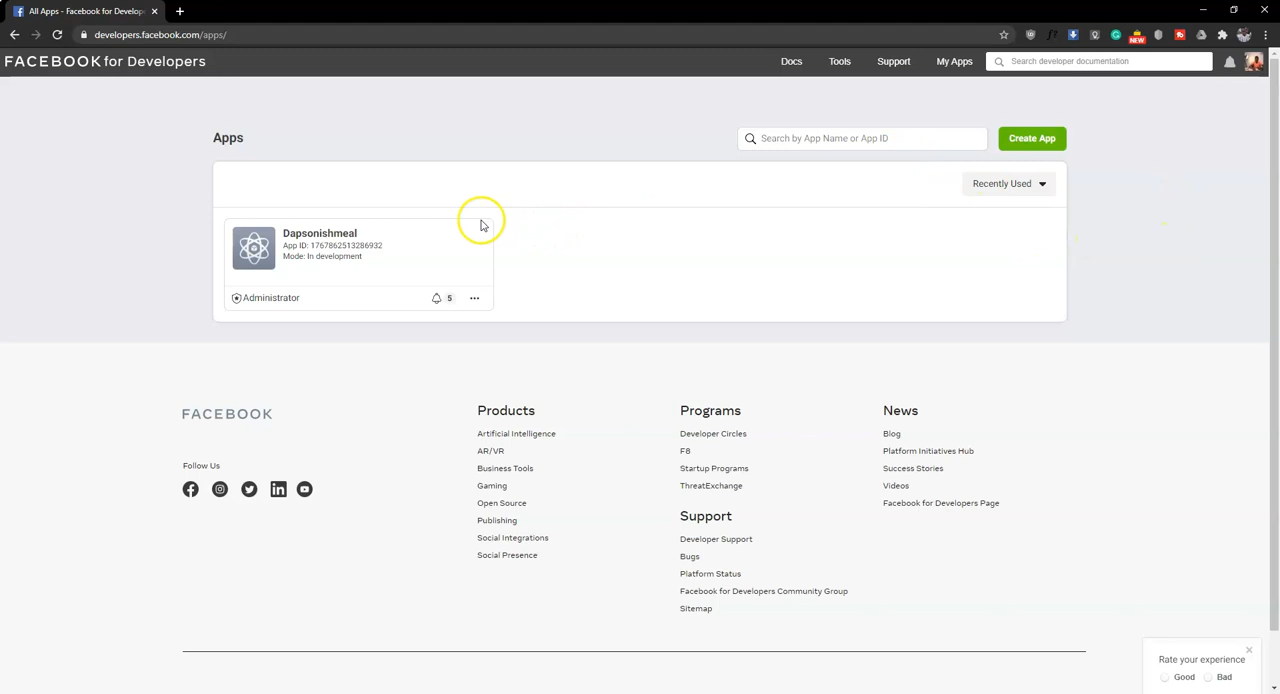 All Apps - Facebook for Develop
developers.facebook.com/apps/
NEW
FACEBOOK for Developers
Docs
Tools
Support
My Apps
Search developer documentation
Apps
Search by App Name or App ID
Create App
Recently Used
Dapsonishmeal
App ID: 1767862513286932
Mode: In development
Administrator
5
FACEBOOK
Follow Us
Products
Artificial Intelligence
AR/VR
Business Tools
Gaming
Open Source
Publishing
Social Integrations
Social Presence
Programs
Developer Circles
F8
Startup Programs
ThreatExchange
Support
Developer Support
Bugs
Platform Status
Facebook for Developers Community Group
Sitemap
News
Blog
Platform Initiatives Hub
Success Stories
Videos
Facebook for Developers Page
Rate your experience
Good
Bad